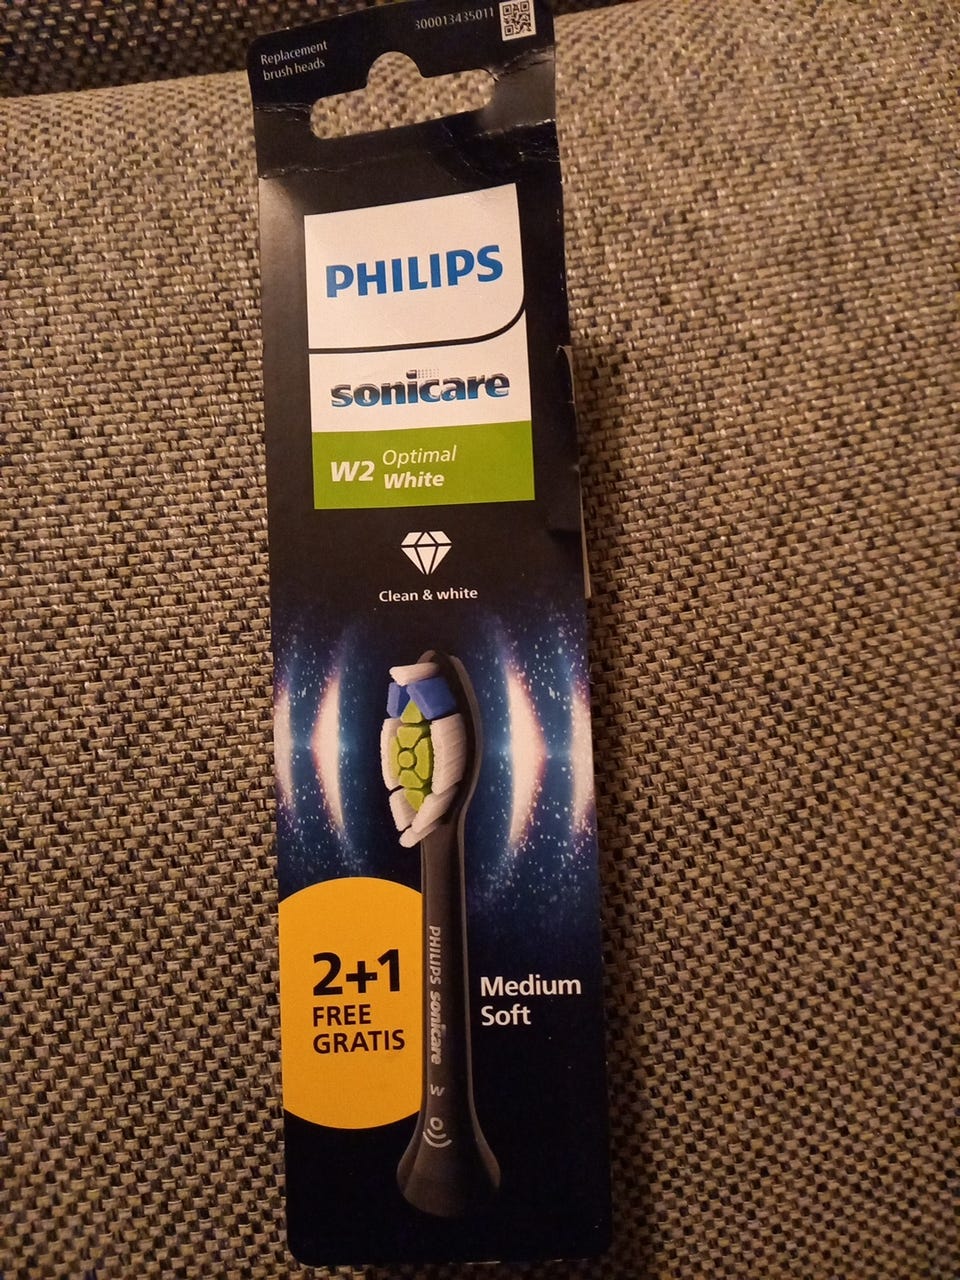 Replacement
brush heads
300013435011
PHILIPS
sonicare
W2 Optimal
White
Clean & white
2+1
FREE
GRATIS
Medium
Soft
PHILIPS sonicare W